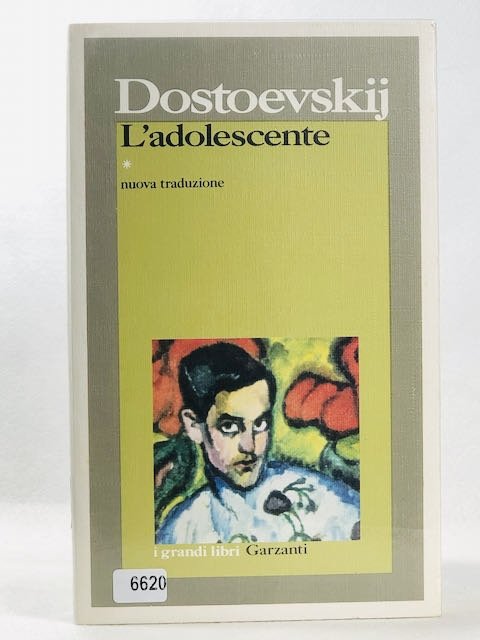 Dostoevskij
L'adolescente
*
nuova traduzione
i grandi libri Garzanti
6620